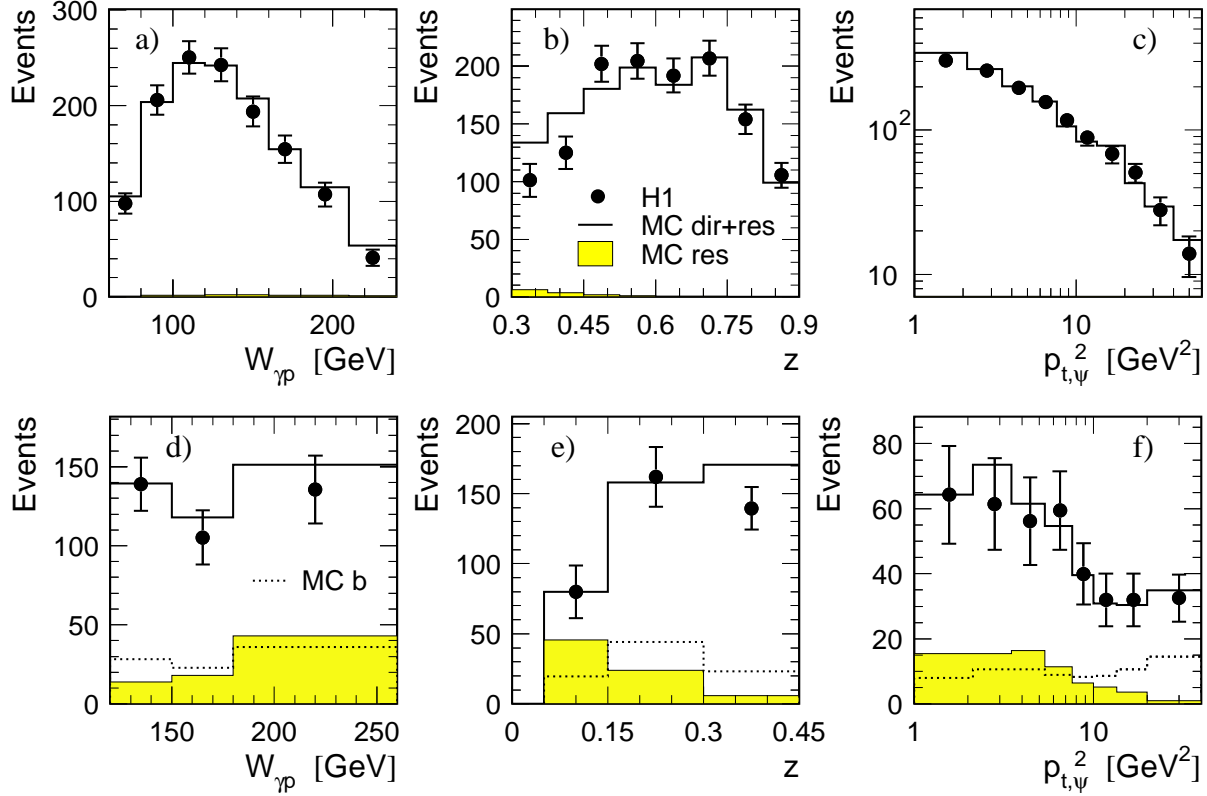 Events
a)
300
250
200
150
100
50
0
100
200
W_γp [GeV]
Events
b)
200
150
100
50
0
H1
MC dir+res
MC res
0.3
0.45
0.6
0.75
0.9
z
Events
c)
10^2
10
1
10
p_t,ψ^2 [GeV^2]
Events
d)
200
150
100
50
0
MC b
150
200
250
W_γp [GeV]
Events
e)
200
150
100
50
0
0
0.15
0.3
0.45
z
Events
f)
80
60
40
20
0
1
10
p_t,ψ^2 [GeV^2]